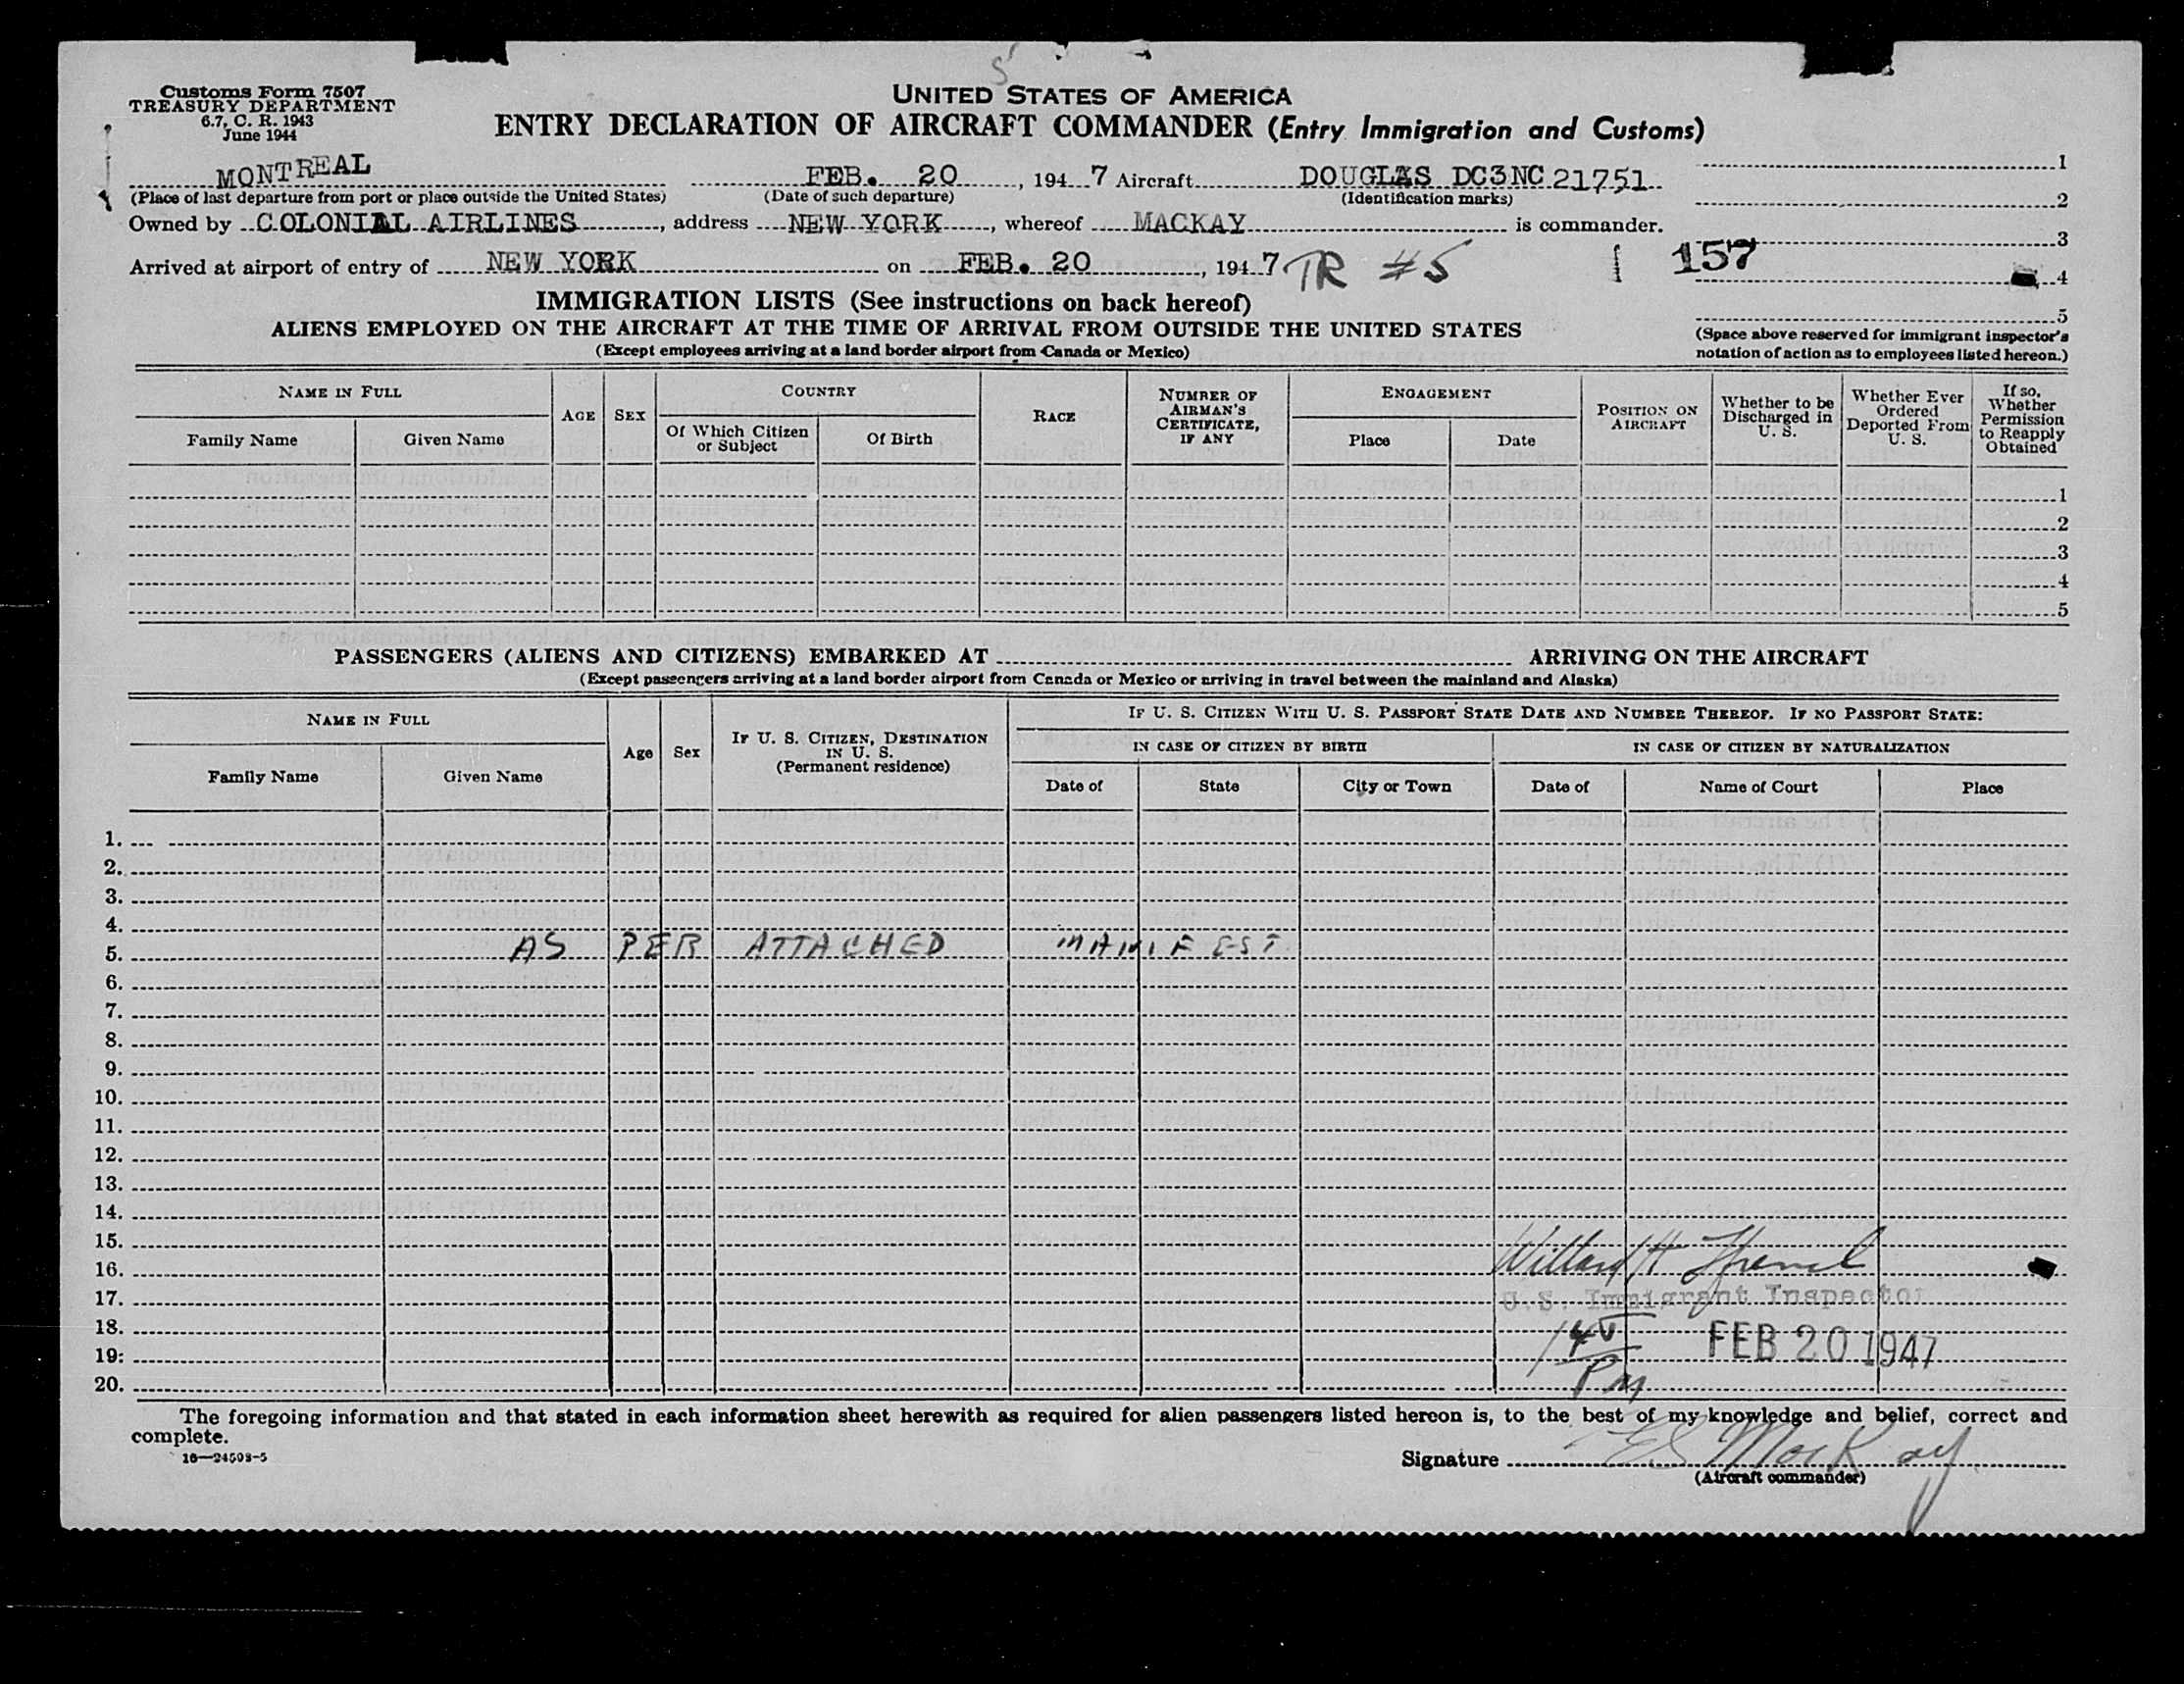 Customs Form 7507
TREASURY DEPARTMENT
6.7, C. R. 1943
June 1944
UNITED STATES OF AMERICA
ENTRY DECLARATION OF AIRCRAFT COMMANDER (Entry Immigration and Customs)
MONTREAL FEB. 20, 1947 Aircraft DOUGLAS DC3NC 21751
(Place of last departure from port or place outside the United States) (Date of such departure) (Identification marks)
Owned by COLONIAL AIRLINES, address NEW YORK, whereof MACKAY is commander.
Arrived at airport of entry of NEW YORK on FEB. 20, 1947 TR #5
157
1
2
3
4
5
(Space above reserved for immigrant inspector's
notation of action as to employees listed hereon.)
IMMIGRATION LISTS (See instructions on back hereof)
ALIENS EMPLOYED ON THE AIRCRAFT AT THE TIME OF ARRIVAL FROM OUTSIDE THE UNITED STATES
(Except employees arriving at a land border airport from Canada or Mexico)
NAME IN FULL
Family Name Given Name
AGE
SEX
COUNTRY
Of Which Citizen or Subject
Of Birth
RACE
NUMBER OF AIRMAN'S CERTIFICATE, IF ANY
ENGAGEMENT
Place Date
POSITION ON AIRCRAFT
Whether to be Discharged in U. S.
Whether Ever Ordered Deported From U. S.
If so, Whether Permission to Reapply Obtained
1
2
3
4
5
PASSENGERS (ALIENS AND CITIZENS) EMBARKED AT ARRIVING ON THE AIRCRAFT
(Except passengers arriving at a land border airport from Canada or Mexico or arriving in travel between the mainland and Alaska)
NAME IN FULL
Family Name Given Name
Age
Sex
IF U. S. CITIZEN, DESTINATION IN U. S.
(Permanent residence)
IF U. S. CITIZEN WITH U. S. PASSPORT STATE DATE AND NUMBER THEREOF. IF NO PASSPORT STATE:
IN CASE OF CITIZEN BY BIRTH
IN CASE OF CITIZEN BY NATURALIZATION
Date of State City or Town Date of Name of Court Place
1.
2.
3.
4.
5. AS PER ATTACHED MANIFEST
6.
7.
8.
9.
10.
11.
12.
13.
14.
15.
16. Willard H
17. U.S. Immigrant Inspector
18.
19. FEB 20 1947
20. PM
The foregoing information and that stated in each information sheet herewith as required for alien passengers listed hereon is, to the best of my knowledge and belief, correct and
complete.
16—24508-5
Signature E S MacKay
(Aircraft commander)